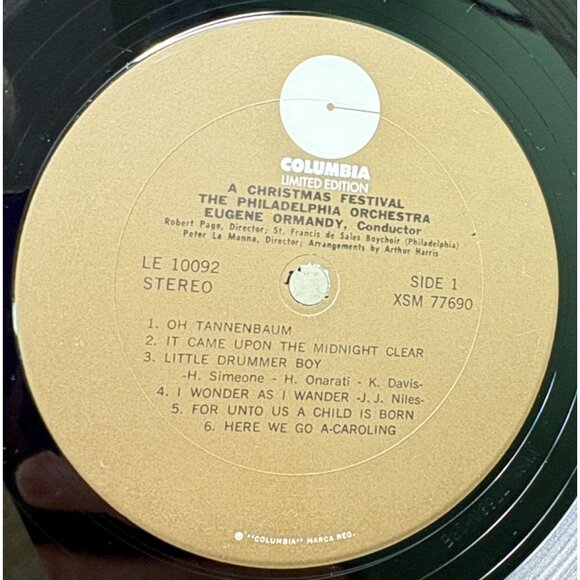 COLUMBIA
LIMITED EDITION
A CHRISTMAS FESTIVAL
THE PHILADELPHIA ORCHESTRA
EUGENE ORMANDY, Conductor
Robert Page, Director; St. Francis de Sales Boychoir (Philadelphia)
Peter La Manna, Director; Arrangements by Arthur Harris
LE 10092
STEREO
SIDE 1
XSM 77690
1. OH TANNENBAUM
2. IT CAME UPON THE MIDNIGHT CLEAR
3. LITTLE DRUMMER BOY
-H. Simeone - H. Onarati - K. Davis-
4. I WONDER AS I WANDER -J. J. Niles-
5. FOR UNTO US A CHILD IS BORN
6. HERE WE GO A-CAROLING
® "COLUMBIA" MARCA REG.